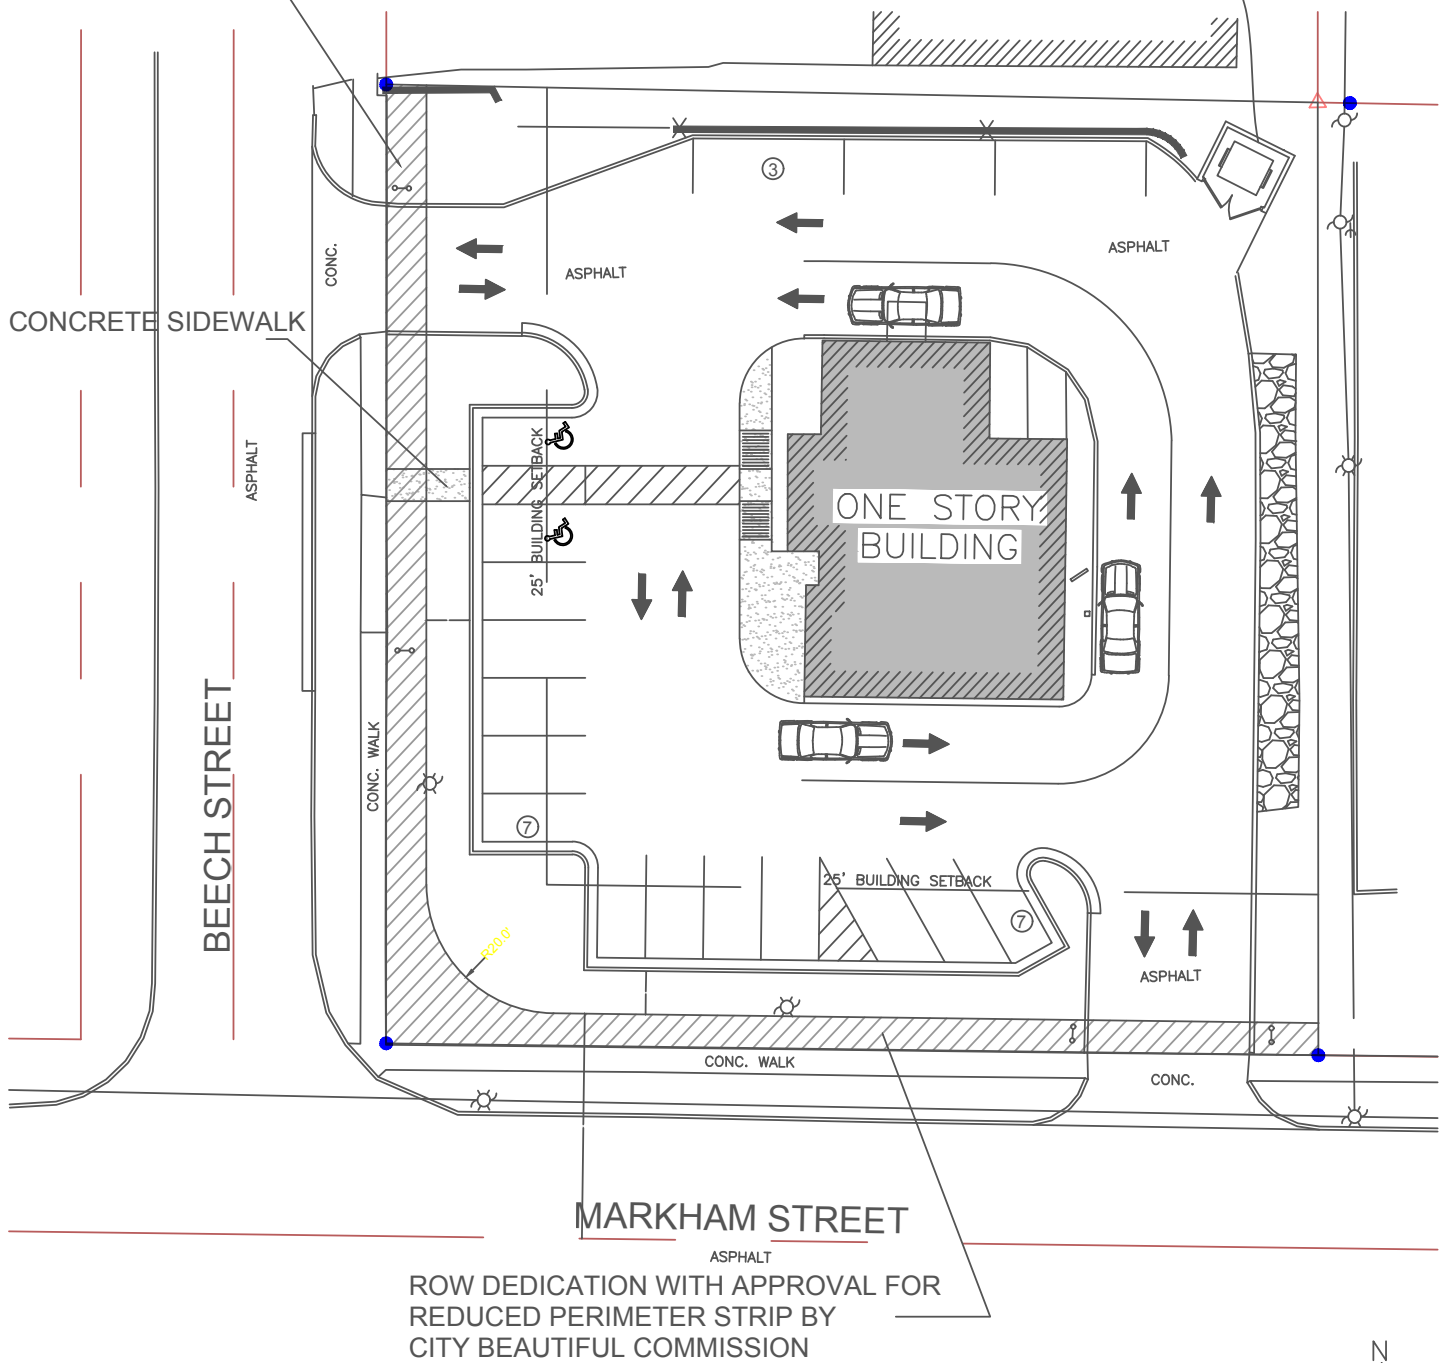 3
ASPHALT
CONC.
ASPHALT
CONCRETE SIDEWALK
25' BUILDING SETBACK
ASPHALT
ONE STORY
BUILDING
BEECH STREET
CONC. WALK
7
25' BUILDING SETBACK
7
R20.0'
ASPHALT
CONC. WALK
CONC.
MARKHAM STREET
ASPHALT
ROW DEDICATION WITH APPROVAL FOR
REDUCED PERIMETER STRIP BY
CITY BEAUTIFUL COMMISSION
N